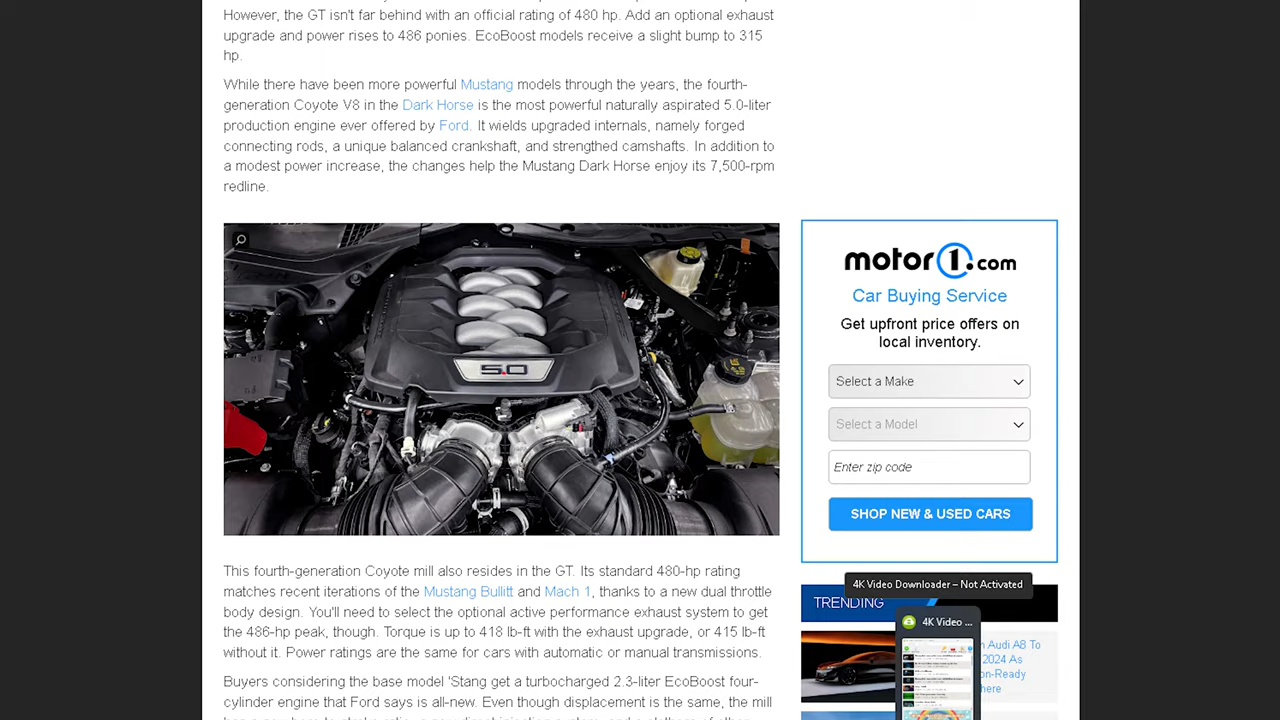 However, the GT isn't far behind with an official rating of 480 hp. Add an optional exhaust
upgrade and power rises to 486 ponies. EcoBoost models receive a slight bump to 315
hp.
While there have been more powerful Mustang models through the years, the fourth-
generation Coyote V8 in the Dark Horse is the most powerful naturally aspirated 5.0-liter
production engine ever offered by Ford. It wields upgraded internals, namely forged
connecting rods, a unique balanced crankshaft, and strengthed camshafts. In addition to
a modest power increase, the changes help the Mustang Dark Horse enjoy its 7,500-rpm
redline.
5.0
This fourth-generation Coyote mill also resides in the GT. Its standard 480-hp rating
matches recent iterations of the Mustang Bullitt and Mach 1, thanks to a new dual throttle
body design. You'll need to select the optional active performance exhaust system to get
the 486 hp peak, though. Torque is up to 418 lb-ft with the exhaust upgrade, or 415 lb-ft
ratings are the same for cars with automatic or manual transmissions.
the base model 'Stang is a turbocharged 2.3-liter EcoBoost four-
engine that Ford says is all-new. Even though displacement is the same, the mill
motor1.com
Car Buying Service
Get upfront price offers on
local inventory.
Select a Make
Select a Model
Enter zip code
SHOP NEW & USED CARS
4K Video Downloader – Not Activated
TRENDING
4K Video ...
Audi A8 To
2024 As
on-Ready
here